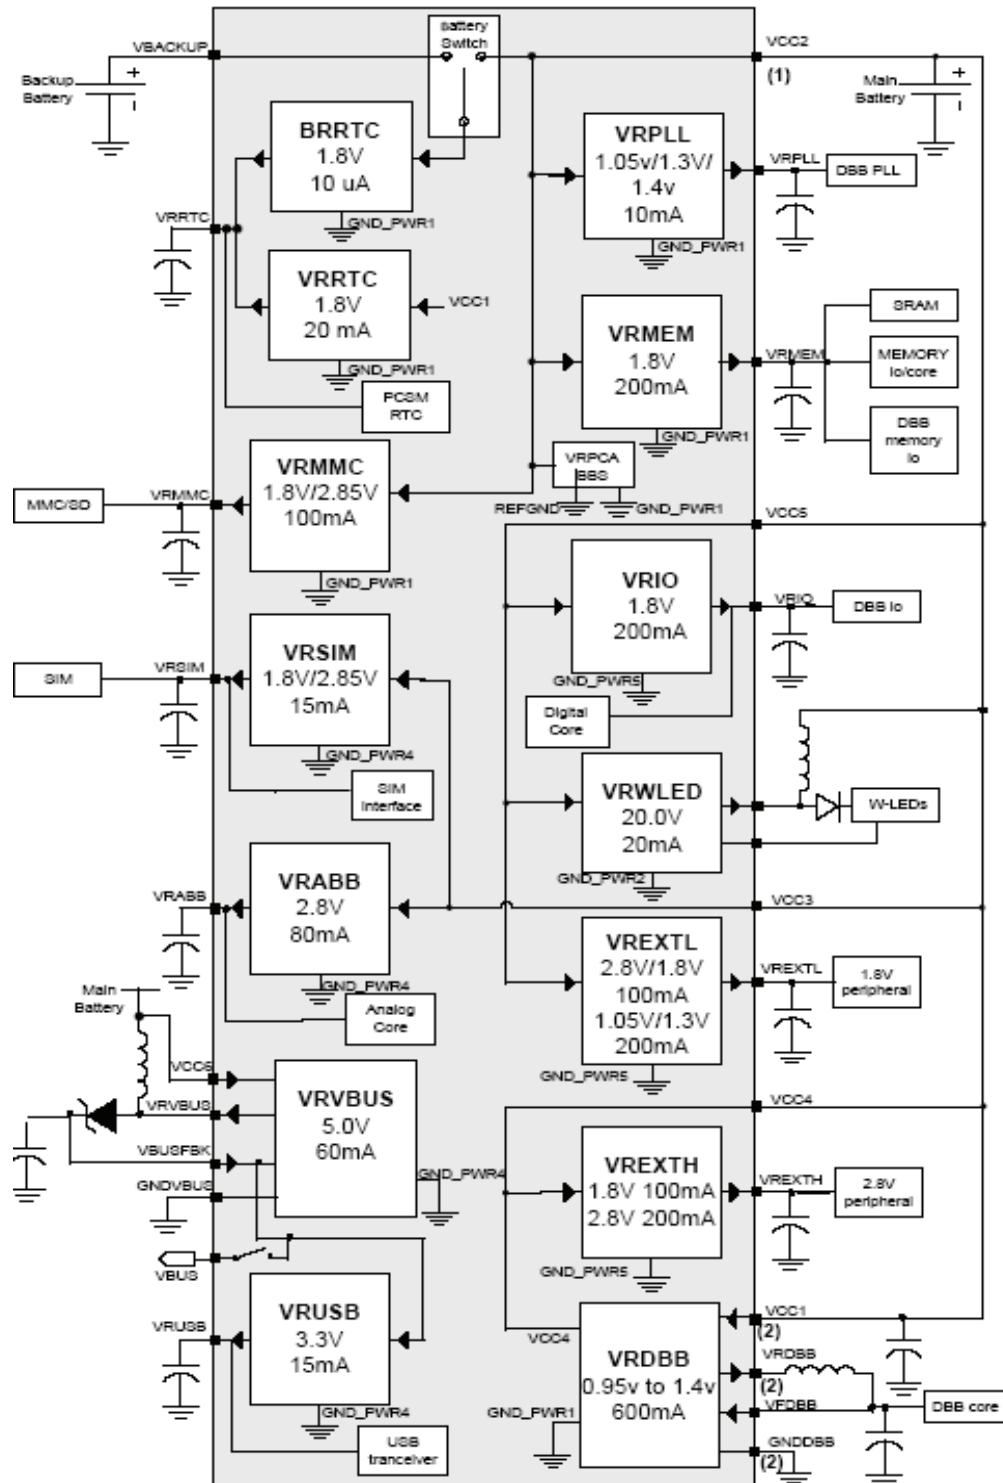 Battery
Switch
VBACKUP
VCC2
(1)
Backup
Battery
Main
Battery
BRRTC
1.8V
10 uA
GND_PWR1
VRPLL
1.05v/1.3V/
1.4v
10mA
GND_PWR1
VRPLL
DBB PLL
VRRTC
VRRTC
1.8V
20 mA
GND_PWR1
VCC1
PCSM
RTC
VRMEM
1.8V
200mA
GND_PWR1
VRMEM
SRAM
MEMORY
Io/core
DBB
memory
Io
VRPCA
BBS
REFGND
GND_PWR1
MMC/SD
VRMMC
VRMMC
1.8V/2.85V
100mA
GND_PWR1
VCC5
VRIO
1.8V
200mA
GND_PWR5
VRIO
DBB Io
Digital
Core
SIM
VRSIM
VRSIM
1.8V/2.85V
15mA
GND_PWR4
SIM
Interface
VRWLED
20.0V
20mA
GND_PWR2
W-LEDs
VRABB
VRABB
2.8V
80mA
GND_PWR4
Analog
Core
VCC3
VREXTL
2.8V/1.8V
100mA
1.05V/1.3V
200mA
GND_PWR5
VREXTL
1.8V
peripheral
Main
Battery
VCC6
VRVBUS
VBUSFBK
GNDVBUS
VRVBUS
5.0V
60mA
GND_PWR4
VBUS
VCC4
VREXTH
1.8V 100mA
2.8V 200mA
GND_PWR5
VREXTH
2.8V
peripheral
VRUSB
VRUSB
3.3V
15mA
GND_PWR4
USB
tranceiver
VCC4
VRDBB
0.95v to 1.4v
600mA
GND_PWR1
VCC1
(2)
VRDBB
(2)
VFDBB
GNDDBB
(2)
DBB core